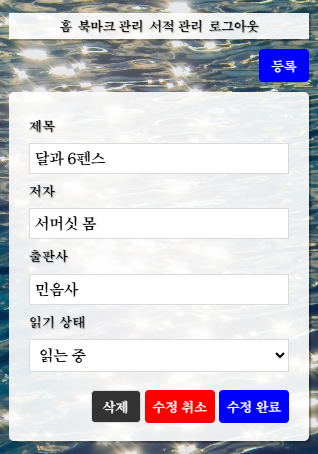 홈 북마크 관리 서적 관리 로그아웃
등록
제목
달과 6펜스
저자
서머싯 몸
출판사
민음사
읽기 상태
읽는 중
삭제 수정 취소 수정 완료